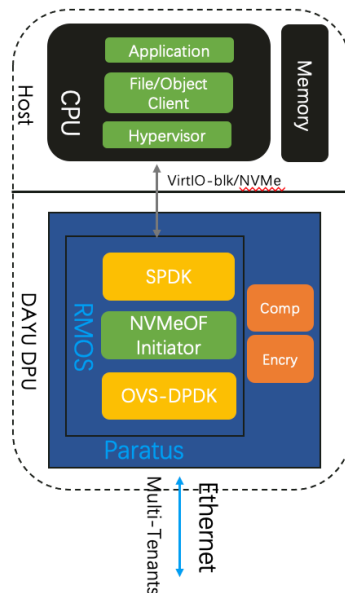 Host
CPU
Application
File/Object
Client
Hypervisor
Memory
VirtIO-blk/NVMe
DAYU DPU
RMOS
SPDK
NVMeOF
Initiator
OVS-DPDK
Comp
Encry
Paratus
Ethernet
Multi-Tenants